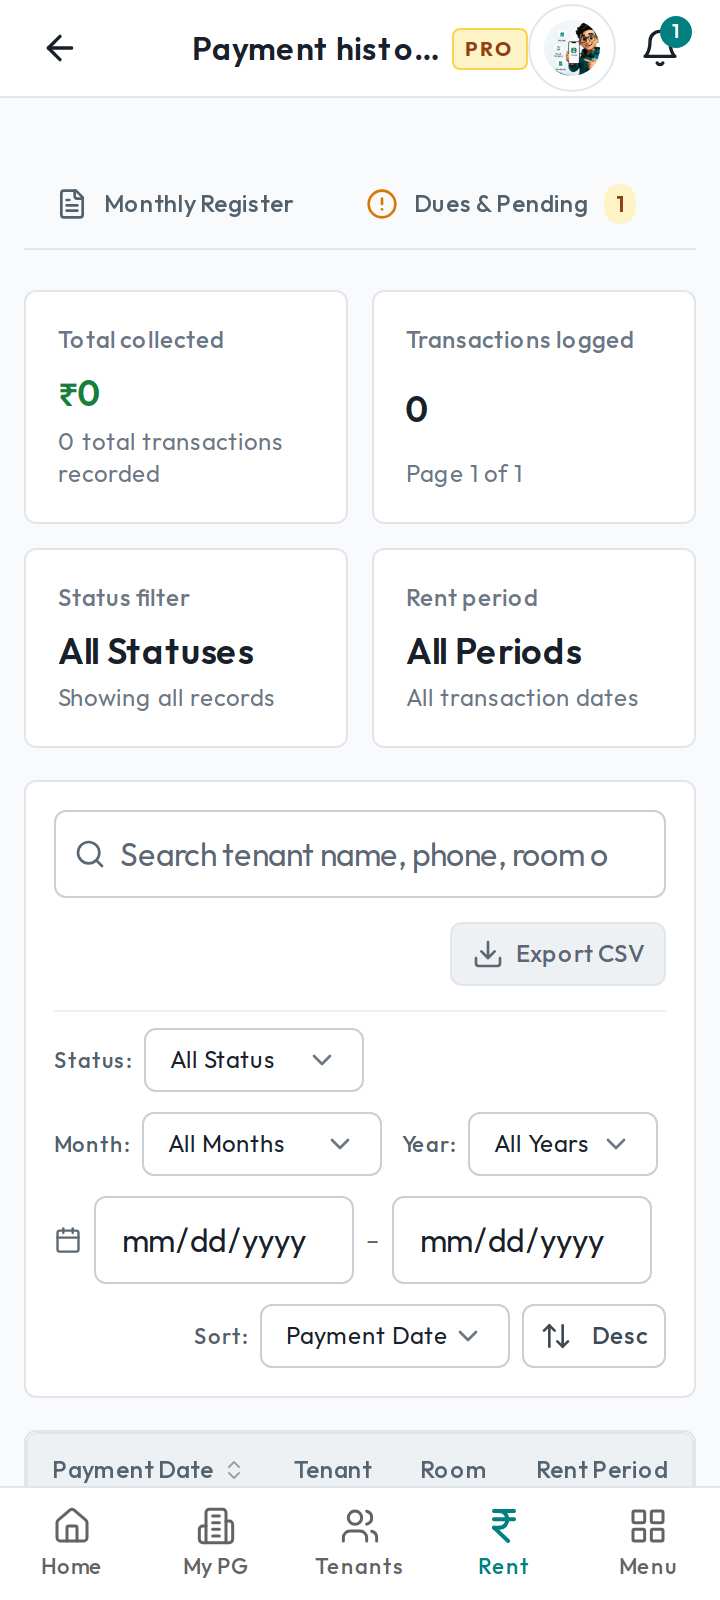 Payment histo... PRO 1
Monthly Register Dues & Pending 1
Total collected
₹0
0 total transactions
recorded
Transactions logged
0
Page 1 of 1
Status filter
All Statuses
Showing all records
Rent period
All Periods
All transaction dates
Search tenant name, phone, room o
Export CSV
Status: All Status
Month: All Months Year: All Years
mm/dd/yyyy - mm/dd/yyyy
Sort: Payment Date Desc
Payment Date Tenant Room Rent Period
Home My PG Tenants Rent Menu